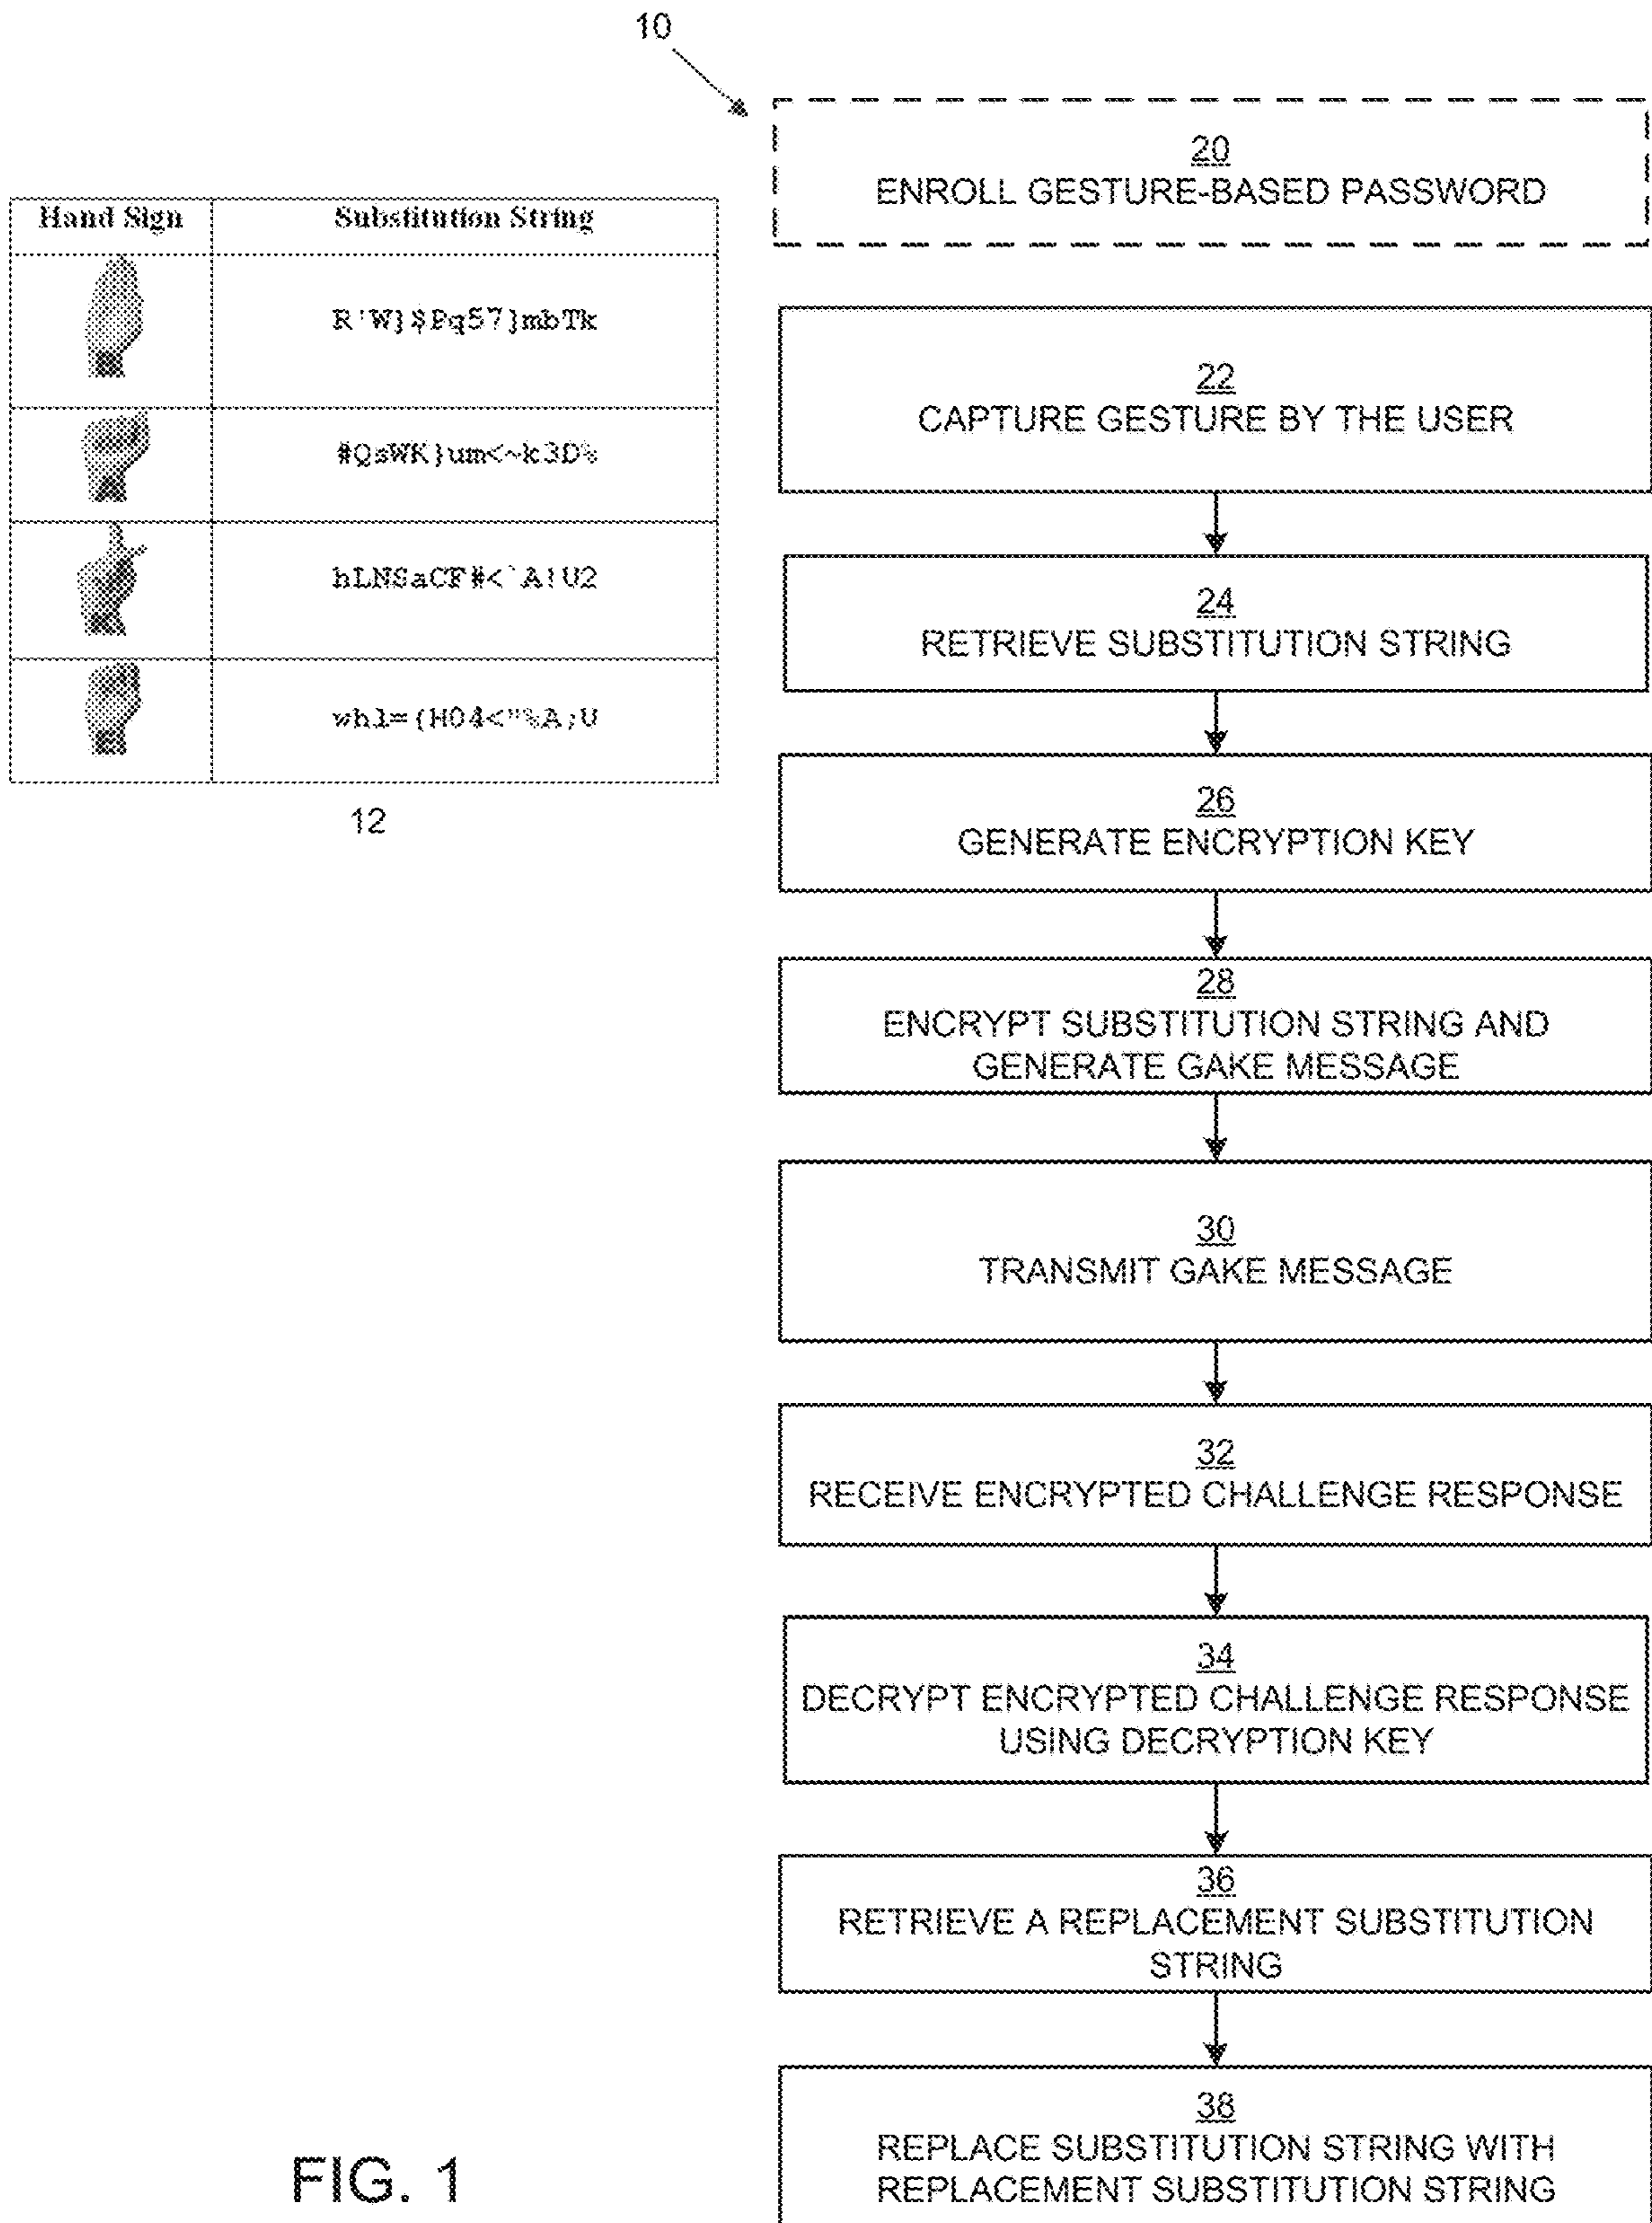 10
20
ENROLL GESTURE-BASED PASSWORD
Hand Sign Substitution String
R'W}$Pq57}mbTk
#QsWK}um<~k3D%
hLNSaCF#<`A!U2
whl={H04<"%A;U
12
22
CAPTURE GESTURE BY THE USER
24
RETRIEVE SUBSTITUTION STRING
26
GENERATE ENCRYPTION KEY
28
ENCRYPT SUBSTITUTION STRING AND
GENERATE GAKE MESSAGE
30
TRANSMIT GAKE MESSAGE
32
RECEIVE ENCRYPTED CHALLENGE RESPONSE
34
DECRYPT ENCRYPTED CHALLENGE RESPONSE
USING DECRYPTION KEY
36
RETRIEVE A REPLACEMENT SUBSTITUTION
STRING
38
REPLACE SUBSTITUTION STRING WITH
REPLACEMENT SUBSTITUTION STRING
FIG. 1